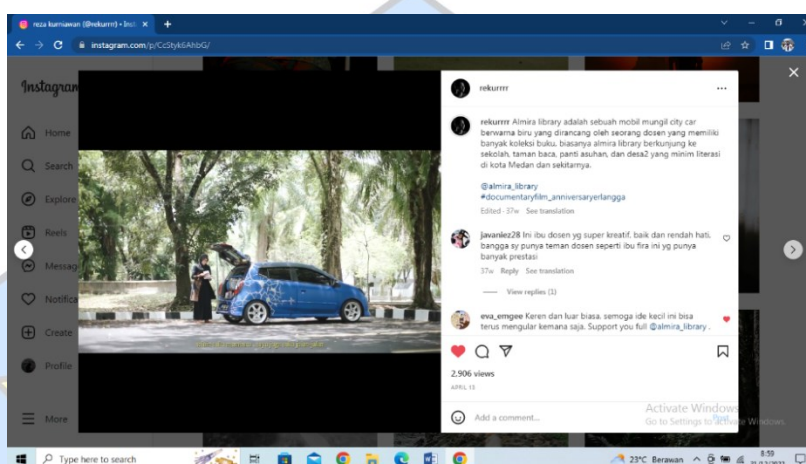 reza kurniawan (@rekurrr) • Inst
instagram.com/p/CcStyk6AhbG/
Instagram
Home
Search
Explore
Reels
Messag
Notifica
Create
Profile
More
rekurrr
rekurrr Almira library adalah sebuah mobil mungil city car
berwarna biru yang dirancang oleh seorang dosen yang memiliki
banyak koleksi buku, biasanya almira library berkunjung ke
sekolah, taman baca, panti asuhan, dan desa2 yang minim literasi
di kota Medan dan sekitarnya.
@almira_library
#documentaryfilm_anniversaryerlangga
Edited · 37w See translation
javaniez28 Ini ibu dosen yg super kreatif, baik dan rendah hati,
bangga sy punya teman dosen seperti ibu fira ini yg punya
banyak prestasi
37w Reply See translation
View replies (1)
eva_emgee Keren dan luar biasa, semoga ide kecil ini bisa
terus mengular kemana saja. Support you full @almira_library .
2.906 views
APRIL 13
Add a comment...
Post
Activate Windows
Go to Settings to activate Windows.
Type here to search
23°C Berawan
8:59